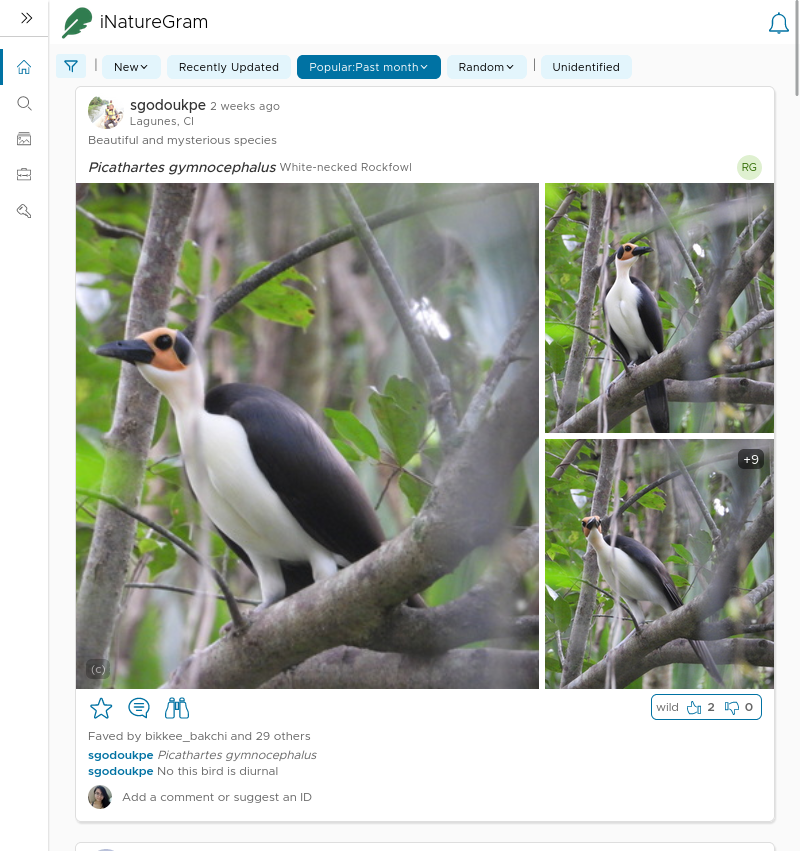 iNatureGram
New
Recently Updated
Popular:Past month
Random
Unidentified
sgodoukpe 2 weeks ago
Lagunes, CI
Beautiful and mysterious species
Picathartes gymnocephalus White-necked Rockfowl
RG
+9
(c)
wild 2 0
Faved by bikkee_bakchi and 29 others
sgodoukpe Picathartes gymnocephalus
sgodoukpe No this bird is diurnal
Add a comment or suggest an ID